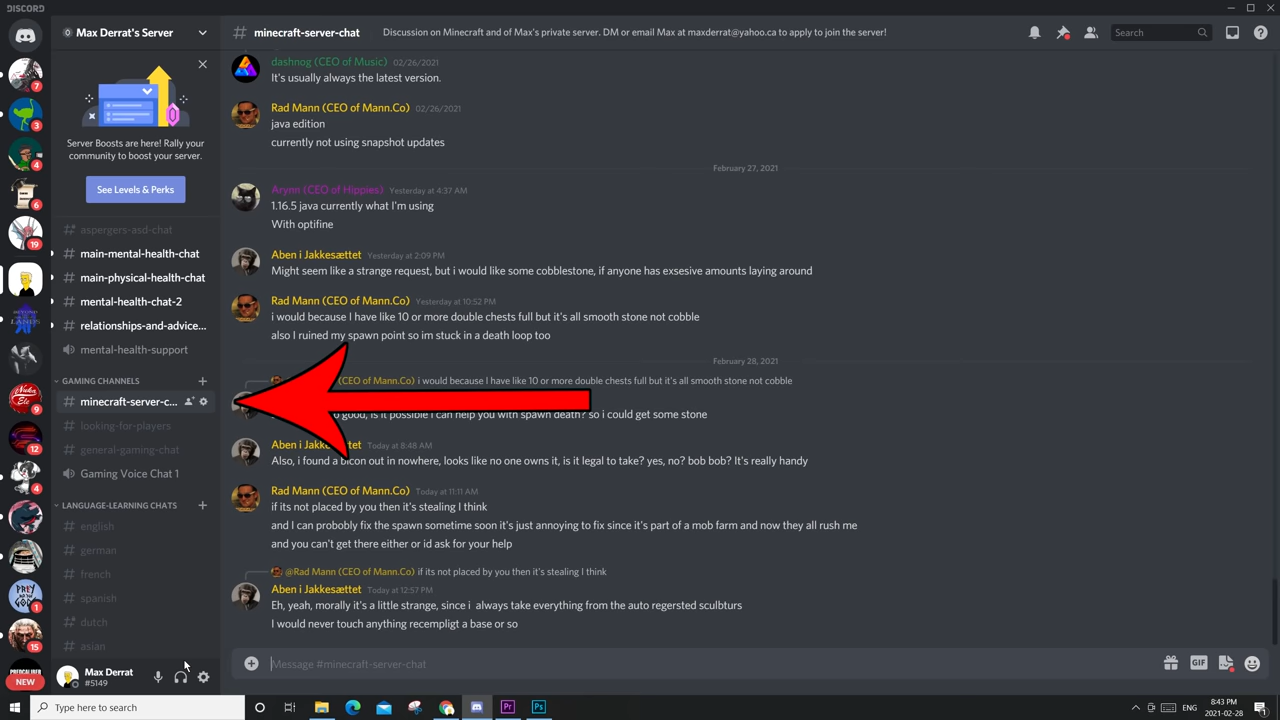 DISCORD
Max Derrat's Server
minecraft-server-chat
Discussion on Minecraft and of Max's private server. DM or email Max at maxderrat@yahoo.ca to apply to join the server!
Search
Server Boosts are here! Rally your
community to boost your server.
See Levels & Perks
aspergers-asd-chat
main-mental-health-chat
main-physical-health-chat
mental-health-chat-2
relationships-and-advice...
mental-health-support
GAMING CHANNELS
minecraft-server-c...
looking-for-players
general-gaming-chat
Gaming Voice Chat 1
LANGUAGE-LEARNING CHATS
english
german
french
spanish
dutch
asian
Max Derrat
#5149
7
3
4
6
19
9
12
4
1
15
NEW
dashnog (CEO of Music) 02/26/2021
It's usually always the latest version.
Rad Mann (CEO of Mann.Co) 02/26/2021
java edition
currently not using snapshot updates
February 27, 2021
Arynn (CEO of Hippies) Yesterday at 4:37 AM
1.16.5 java currently what I'm using
With optifine
Aben i Jakkesættet Yesterday at 2:09 PM
Might seem like a strange request, but i would like some cobblestone, if anyone has exsesive amounts laying around
Rad Mann (CEO of Mann.Co) Yesterday at 10:52 PM
i would because I have like 10 or more double chests full but it's all smooth stone not cobble
also I ruined my spawn point so im stuck in a death loop too
February 28, 2021
(CEO of Mann.Co) i would because I have like 10 or more double chests full but it's all smooth stone not cobble
good, is it possible i can help you with spawn death? so i could get some stone
Aben i Jakkesættet Today at 8:48 AM
Also, i found a bicon out in nowhere, looks like no one owns it, is it legal to take? yes, no? bob bob? It's really handy
Rad Mann (CEO of Mann.Co) Today at 11:11 AM
if its not placed by you then it's stealing I think
and I can probobly fix the spawn sometime soon it's just annoying to fix since it's part of a mob farm and now they all rush me
and you can't get there either or id ask for your help
@Rad Mann (CEO of Mann.Co) if its not placed by you then it's stealing I think
Aben i Jakkesættet Today at 12:57 PM
Eh, yeah, morally it's a little strange, since i always take everything from the auto regersted sculbturs
I would never touch anything recempligt a base or so
Message #minecraft-server-chat
GIF
Type here to search
Pr
Ps
ENG
8:43 PM
2021-02-28
1